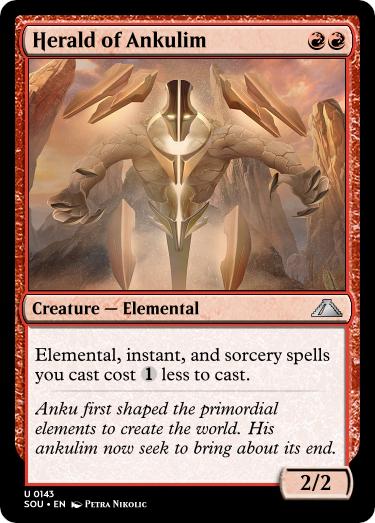 Herald of Ankulim
Creature — Elemental
Elemental, instant, and sorcery spells
you cast cost 1 less to cast.
Anku first shaped the primordial
elements to create the world. His
ankulim now seek to bring about its end.
2/2
U 0143
SOU • EN Petra Nikolic